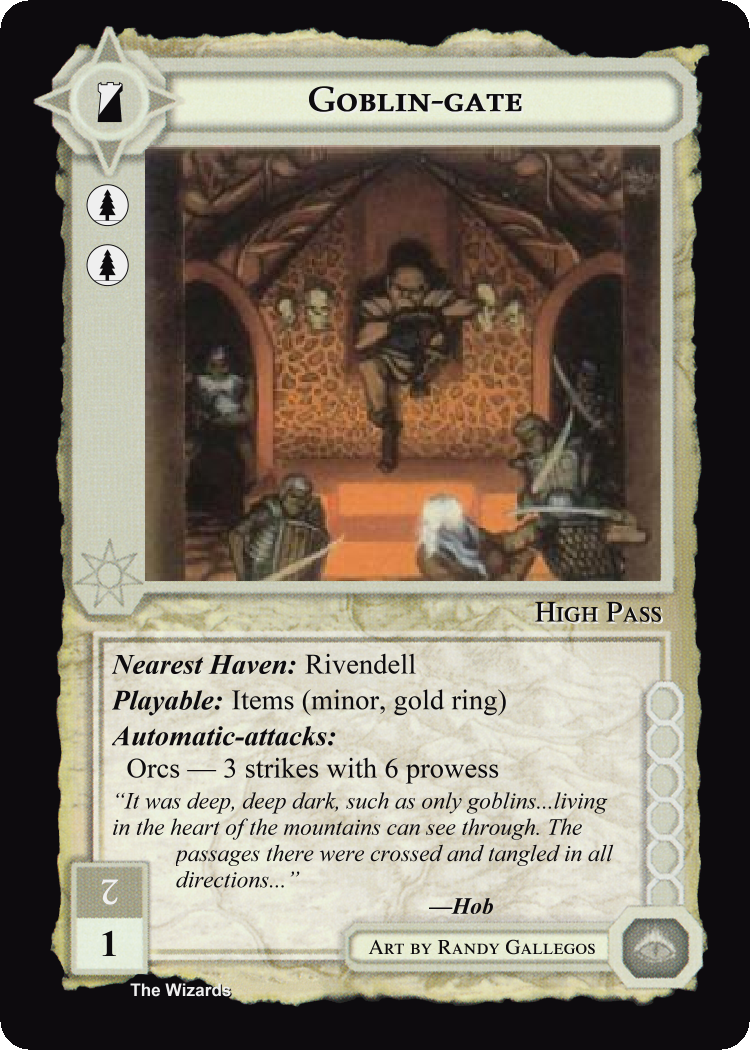 Goblin-gate
High Pass
Nearest Haven: Rivendell
Playable: Items (minor, gold ring)
Automatic-attacks:
Orcs — 3 strikes with 6 prowess
“It was deep, deep dark, such as only goblins...living
in the heart of the mountains can see through. The
passages there were crossed and tangled in all
directions...”
—Hob
2
1
Art by Randy Gallegos
The Wizards